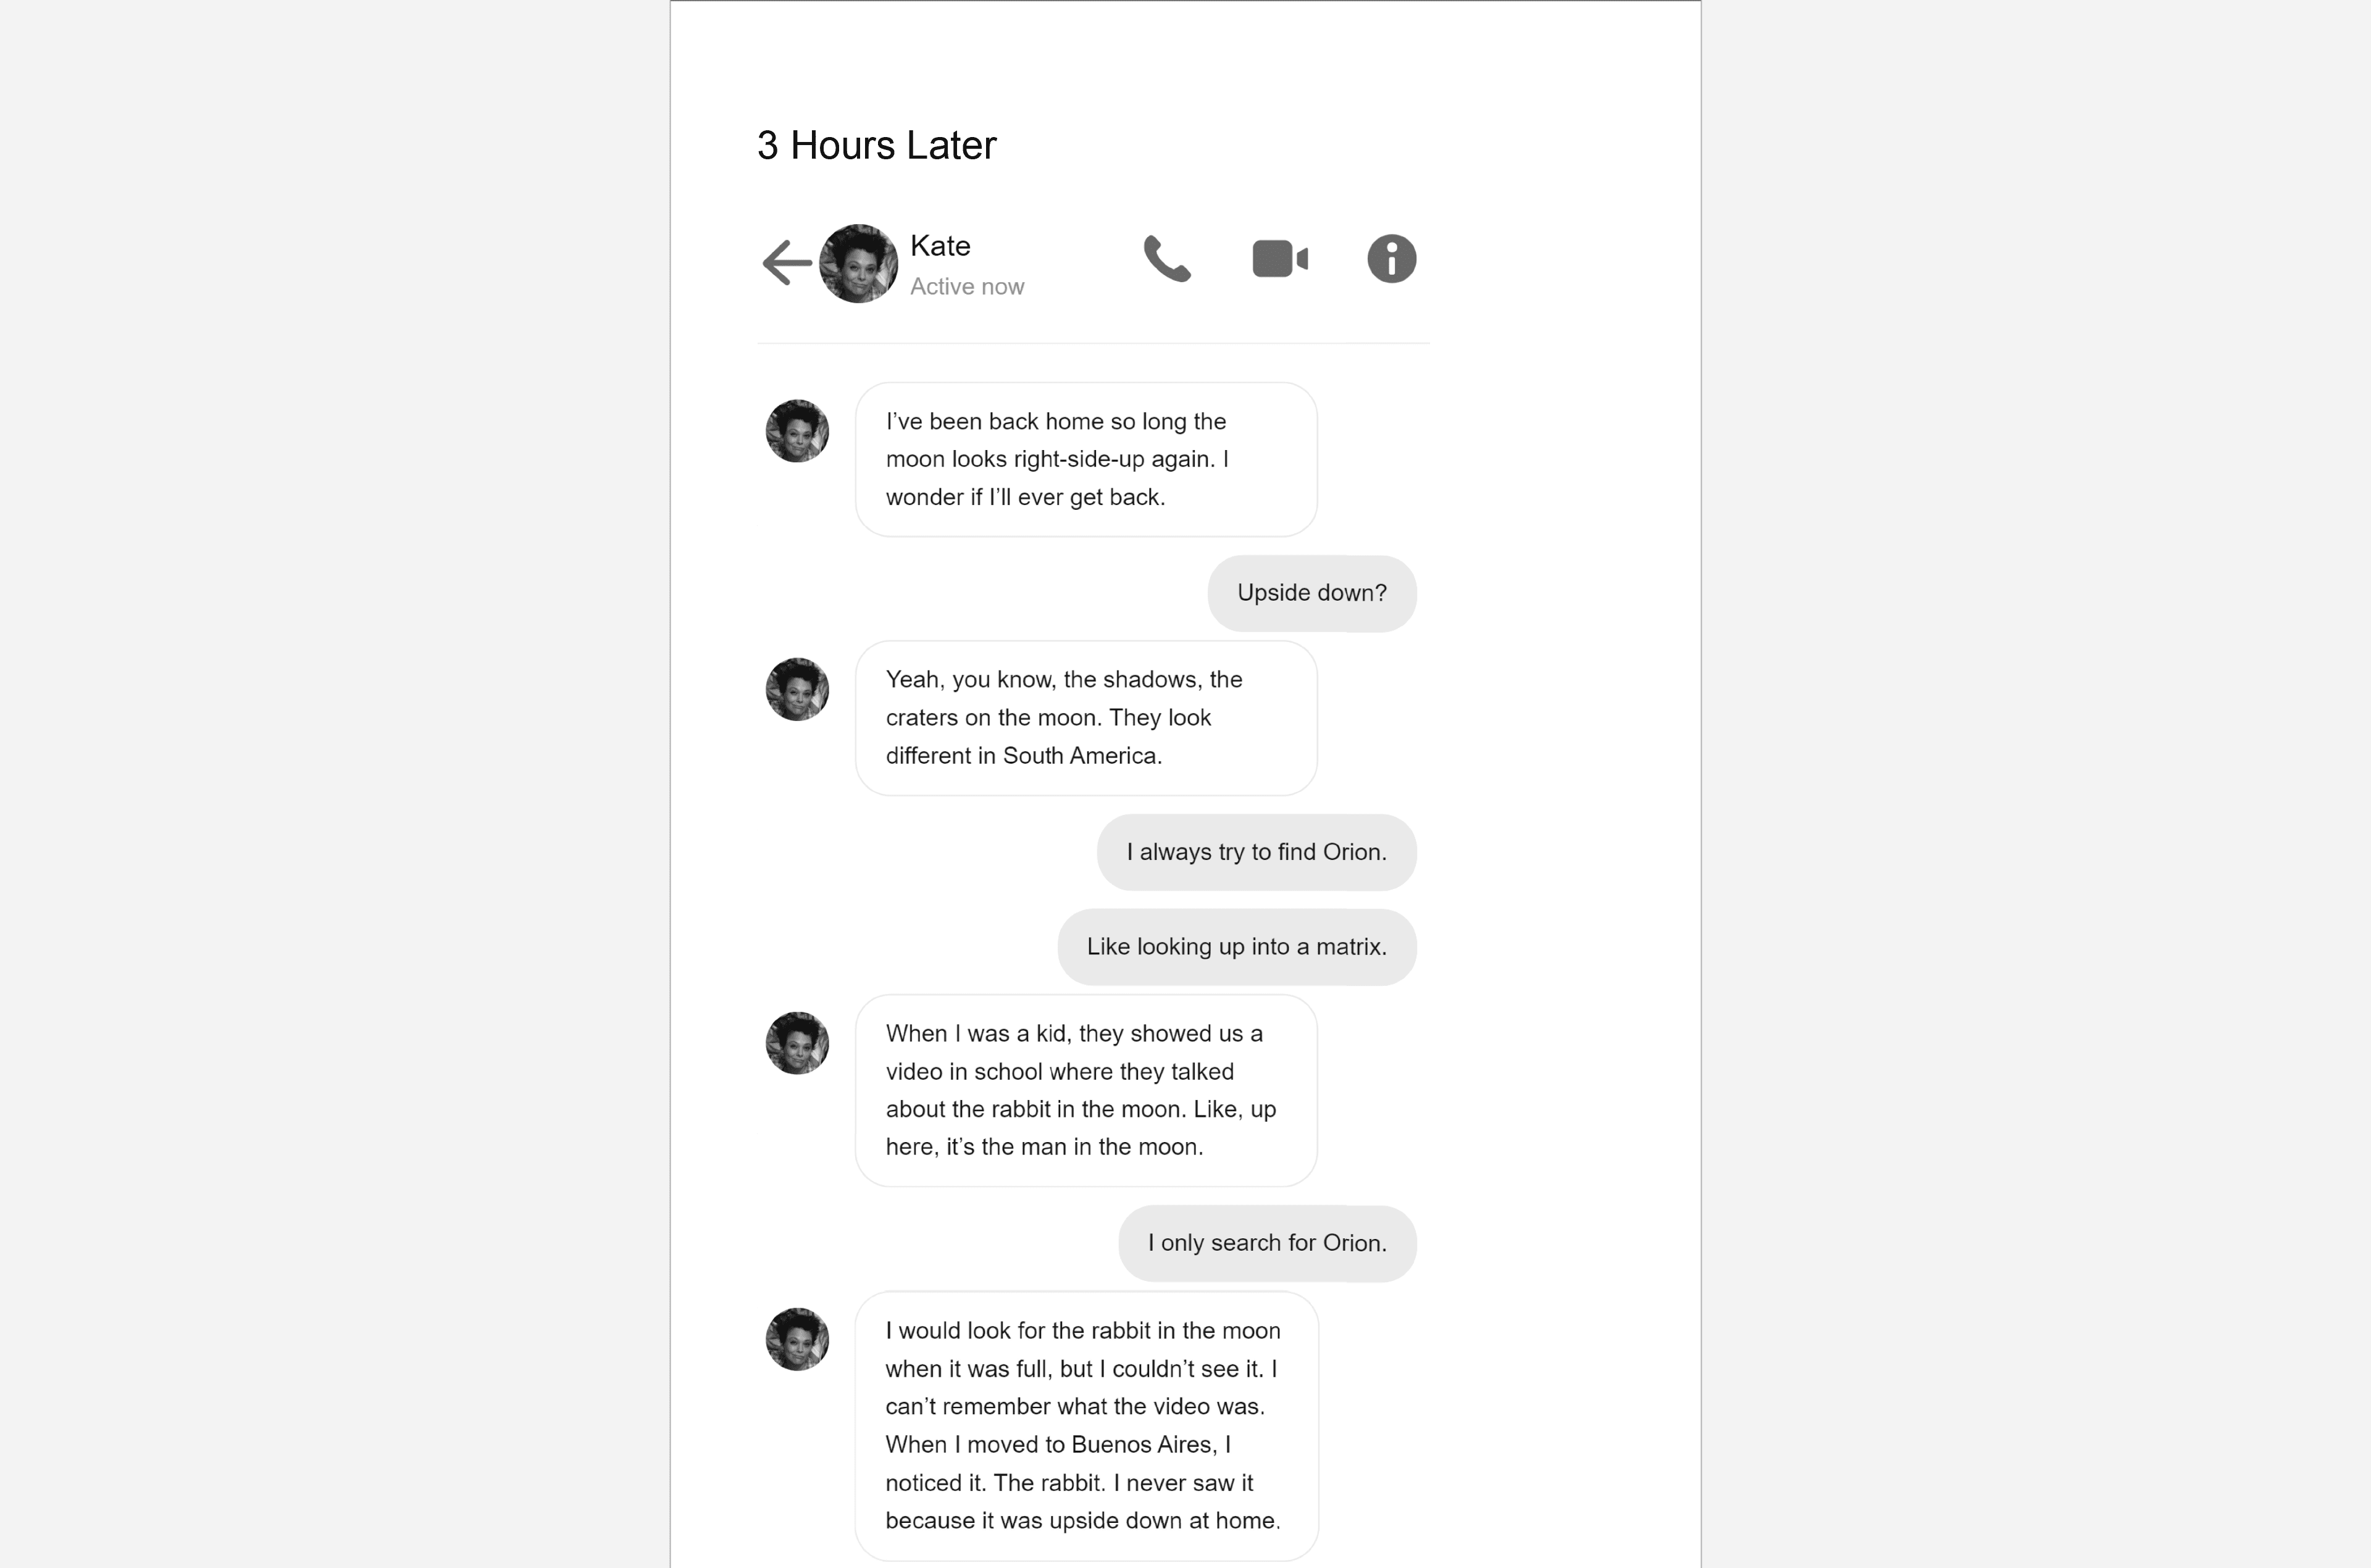 3 Hours Later
Kate
Active now
I’ve been back home so long the
moon looks right-side-up again. I
wonder if I’ll ever get back.
Upside down?
Yeah, you know, the shadows, the
craters on the moon. They look
different in South America.
I always try to find Orion.
Like looking up into a matrix.
When I was a kid, they showed us a
video in school where they talked
about the rabbit in the moon. Like, up
here, it’s the man in the moon.
I only search for Orion.
I would look for the rabbit in the moon
when it was full, but I couldn’t see it. I
can’t remember what the video was.
When I moved to Buenos Aires, I
noticed it. The rabbit. I never saw it
because it was upside down at home.